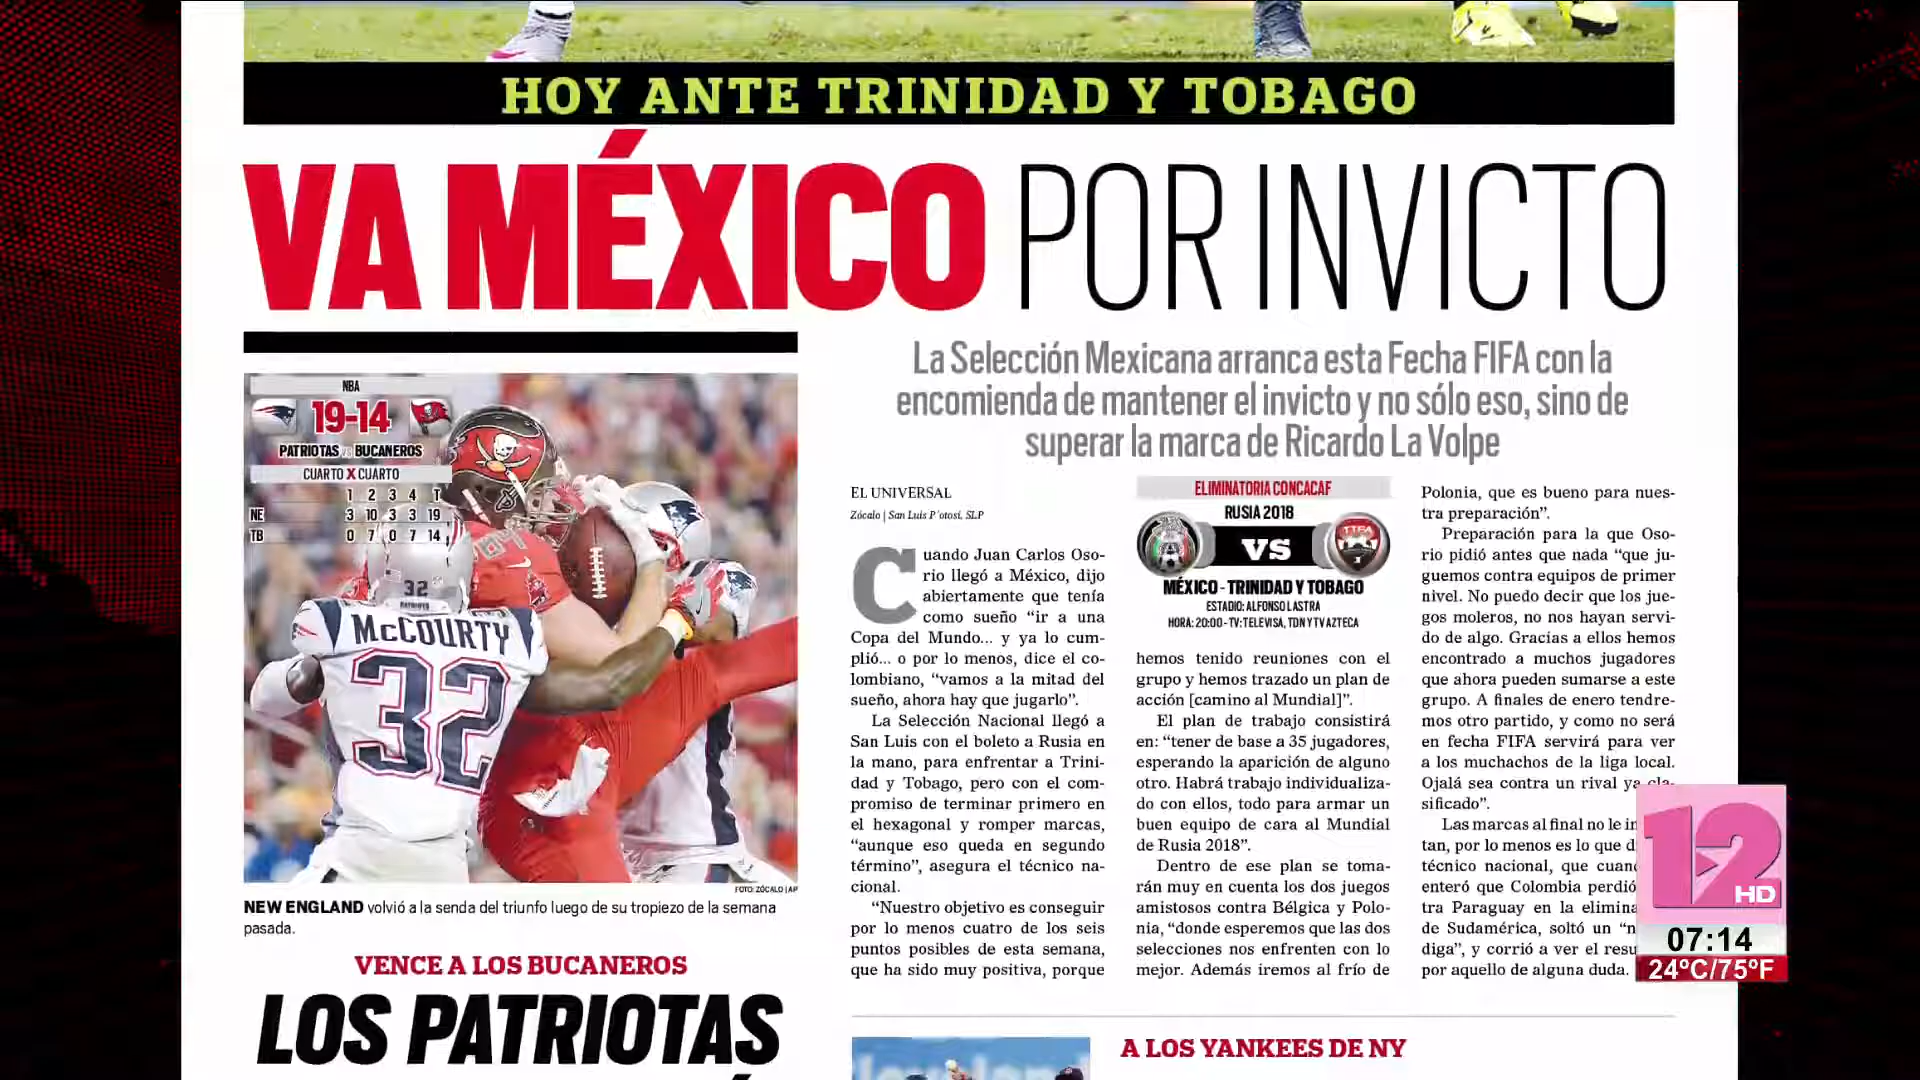 HOY ANTE TRINIDAD Y TOBAGO
VA MÉXICO POR INVICTO
La Selección Mexicana arranca esta Fecha FIFA con la
encomienda de mantener el invicto y no sólo eso, sino de
superar la marca de Ricardo La Volpe
NBA
19-14
PATRIOTAS vs BUCANEROS
CUARTO X CUARTO
1 2 3 4 T
NE 3 10 3 3 19
TB 0 7 0 7 14
32
McCOURTY
32
FOTO: ZÓCALO | AP
NEW ENGLAND volvió a la senda del triunfo luego de su tropiezo de la semana
pasada.
VENCE A LOS BUCANEROS
LOS PATRIOTAS
EL UNIVERSAL
Zócalo | San Luis P´otosí, SLP
Cuando Juan Carlos Oso-
rio llegó a México, dijo
abiertamente que tenía
como sueño “ir a una
Copa del Mundo... y ya lo cum-
plió... o por lo menos, dice el co-
lombiano, “vamos a la mitad del
sueño, ahora hay que jugarlo”.
La Selección Nacional llegó a
San Luis con el boleto a Rusia en
la mano, para enfrentar a Trini-
dad y Tobago, pero con el com-
promiso de terminar primero en
el hexagonal y romper marcas,
“aunque eso queda en segundo
término”, asegura el técnico na-
cional.
“Nuestro objetivo es conseguir
por lo menos cuatro de los seis
puntos posibles de esta semana,
que ha sido muy positiva, porque
ELIMINATORIA CONCACAF
RUSIA 2018
VS
TTFA
MÉXICO - TRINIDAD Y TOBAGO
ESTADIO: ALFONSO LASTRA
HORA: 20:00 - TV: TELEVISA, TDN Y TV AZTECA
hemos tenido reuniones con el
grupo y hemos trazado un plan de
acción [camino al Mundial]”.
El plan de trabajo consistirá
en: “tener de base a 35 jugadores,
esperando la aparición de alguno
otro. Habrá trabajo individualiza-
do con ellos, todo para armar un
buen equipo de cara al Mundial
de Rusia 2018”.
Dentro de ese plan se toma-
rán muy en cuenta los dos juegos
amistosos contra Bélgica y Polo-
nia, “donde esperemos que las dos
selecciones nos enfrenten con lo
mejor. Además iremos al frío de
Polonia, que es bueno para nues-
tra preparación”.
Preparación para la que Oso-
rio pidió antes que nada “que ju-
guemos contra equipos de primer
nivel. No puedo decir que los jue-
gos moleros, no nos hayan servi-
do de algo. Gracias a ellos hemos
encontrado a muchos jugadores
que ahora pueden sumarse a este
grupo. A finales de enero tendre-
mos otro partido, y como no será
en fecha FIFA servirá para ver
a los muchachos de la liga local.
Ojalá sea contra un rival ya cla-
sificado”.
Las marcas al final no le in
tan, por lo menos es lo que d
técnico nacional, que cuan
enteró que Colombia perdió
tra Paraguay en la elimina
de Sudamérica, soltó un “n
diga”, y corrió a ver el resu
por aquello de alguna duda.
A LOS YANKEES DE NY
12
HD
07:14
24ºC/75ºF